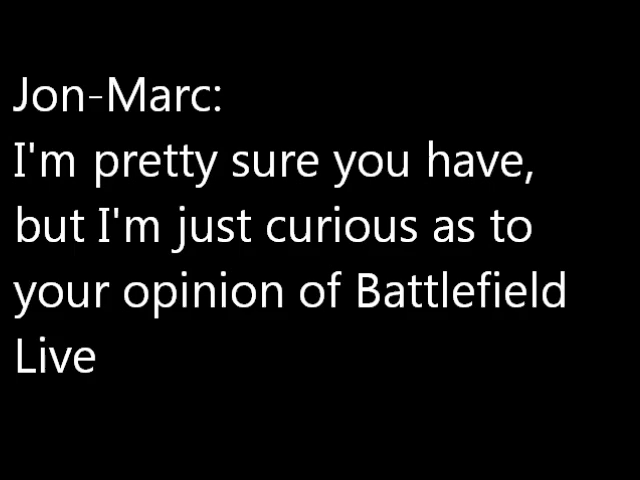 Jon-Marc:
I'm pretty sure you have,
but I'm just curious as to
your opinion of Battlefield
Live